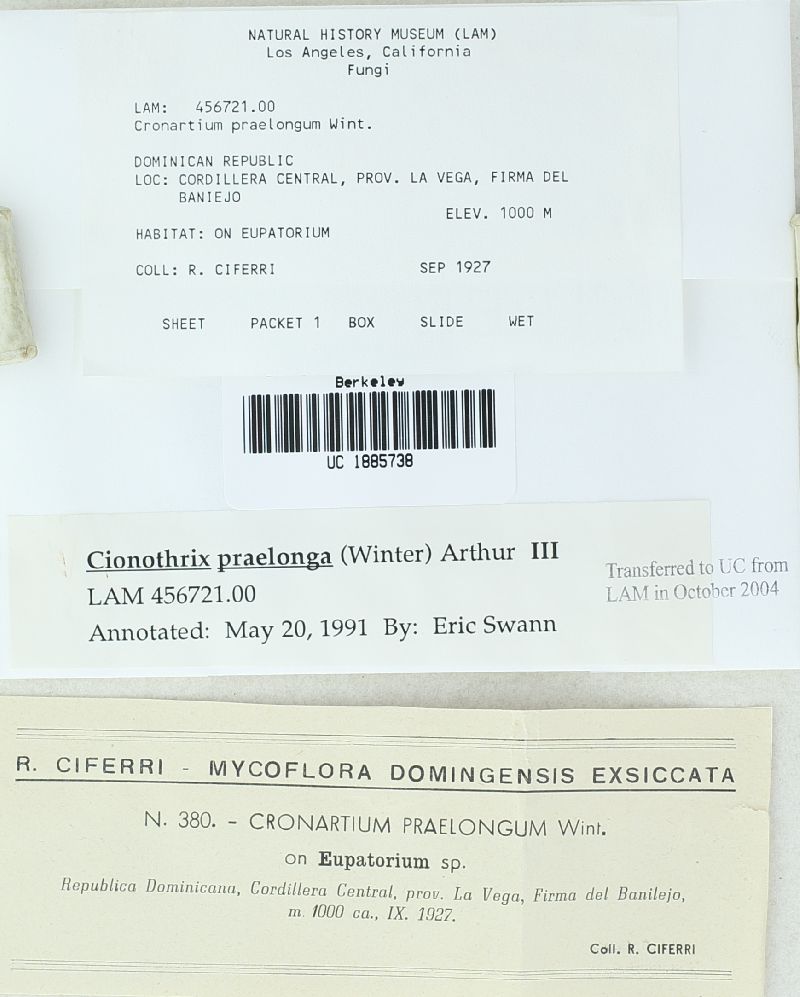 NATURAL HISTORY MUSEUM (LAM)
Los Angeles, California
Fungi
LAM: 456721.00
Cronartium praelongum Wint.
DOMINICAN REPUBLIC
LOC: CORDILLERA CENTRAL, PROV. LA VEGA, FIRMA DEL
BANIEJO
ELEV. 1000 M
HABITAT: ON EUPATORIUM
COLL: R. CIFERRI SEP 1927
SHEET PACKET 1 BOX SLIDE WET
Berkeley
UC 1885738
Cionothrix praelonga (Winter) Arthur III
LAM 456721.00
Annotated: May 20, 1991 By: Eric Swann
Transferred to UC from
LAM in October 2004
R. CIFERRI - MYCOFLORA DOMINGENSIS EXSICCATA
N. 380. - CRONARTIUM PRAELONGUM Wint.
on Eupatorium sp.
Republica Dominicana, Cordillera Central, prov. La Vega, Firma del Banilejo,
m. 1000 ca., IX. 1927.
Coll. R. CIFERRI